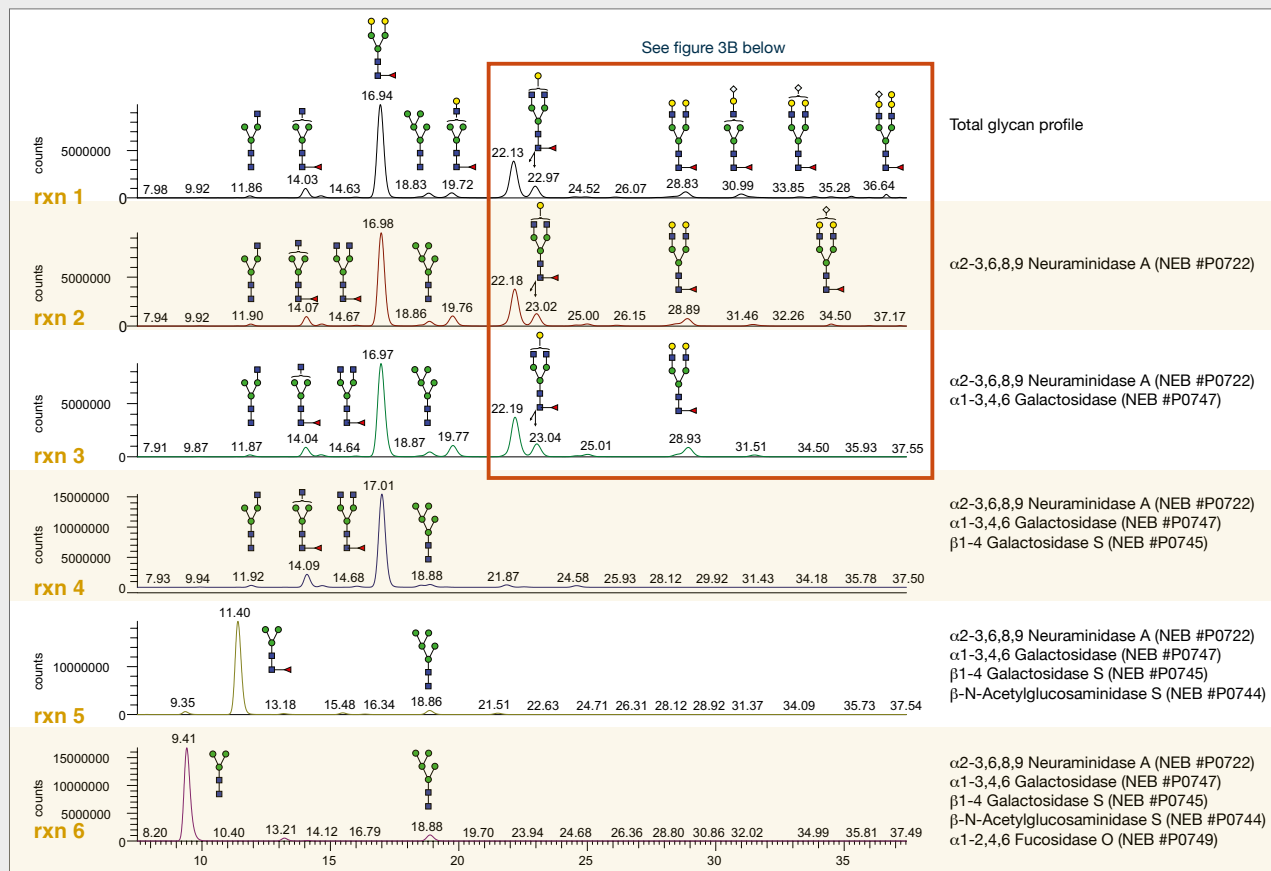 See figure 3B below
16.94
counts
5000000
0
rxn 1
7.98 9.92 11.86 14.03 14.63 18.83 19.72 22.13 22.97 24.52 26.07 28.83 30.99 33.85 35.28 36.64
Total glycan profile
16.98
counts
5000000
0
rxn 2
7.94 9.92 11.90 14.07 14.67 18.86 19.76 22.18 23.02 25.00 26.15 28.89 31.46 32.26 34.50 37.17
α2-3,6,8,9 Neuraminidase A (NEB #P0722)
16.97
counts
5000000
0
rxn 3
7.91 9.87 11.87 14.04 14.64 18.87 19.77 22.19 23.04 25.01 28.93 31.51 34.50 35.93 37.55
α2-3,6,8,9 Neuraminidase A (NEB #P0722)
α1-3,4,6 Galactosidase (NEB #P0747)
17.01
counts
15000000
10000000
5000000
0
rxn 4
7.93 9.94 11.92 14.09 14.68 18.88 21.87 24.58 25.93 28.12 29.92 31.43 34.18 35.78 37.50
α2-3,6,8,9 Neuraminidase A (NEB #P0722)
α1-3,4,6 Galactosidase (NEB #P0747)
β1-4 Galactosidase S (NEB #P0745)
11.40
counts
10000000
0
rxn 5
9.35 13.18 15.48 16.34 18.86 21.51 22.63 24.71 26.31 28.12 28.92 31.37 34.09 35.73 37.54
α2-3,6,8,9 Neuraminidase A (NEB #P0722)
α1-3,4,6 Galactosidase (NEB #P0747)
β1-4 Galactosidase S (NEB #P0745)
β-N-Acetylglucosaminidase S (NEB #P0744)
9.41
counts
15000000
10000000
5000000
0
rxn 6
8.20 10.40 13.21 14.12 16.79 18.88 19.70 23.94 24.68 26.36 28.80 30.86 32.02 34.99 35.81 37.49
α2-3,6,8,9 Neuraminidase A (NEB #P0722)
α1-3,4,6 Galactosidase (NEB #P0747)
β1-4 Galactosidase S (NEB #P0745)
β-N-Acetylglucosaminidase S (NEB #P0744)
α1-2,4,6 Fucosidase O (NEB #P0749)
10 15 20 25 30 35